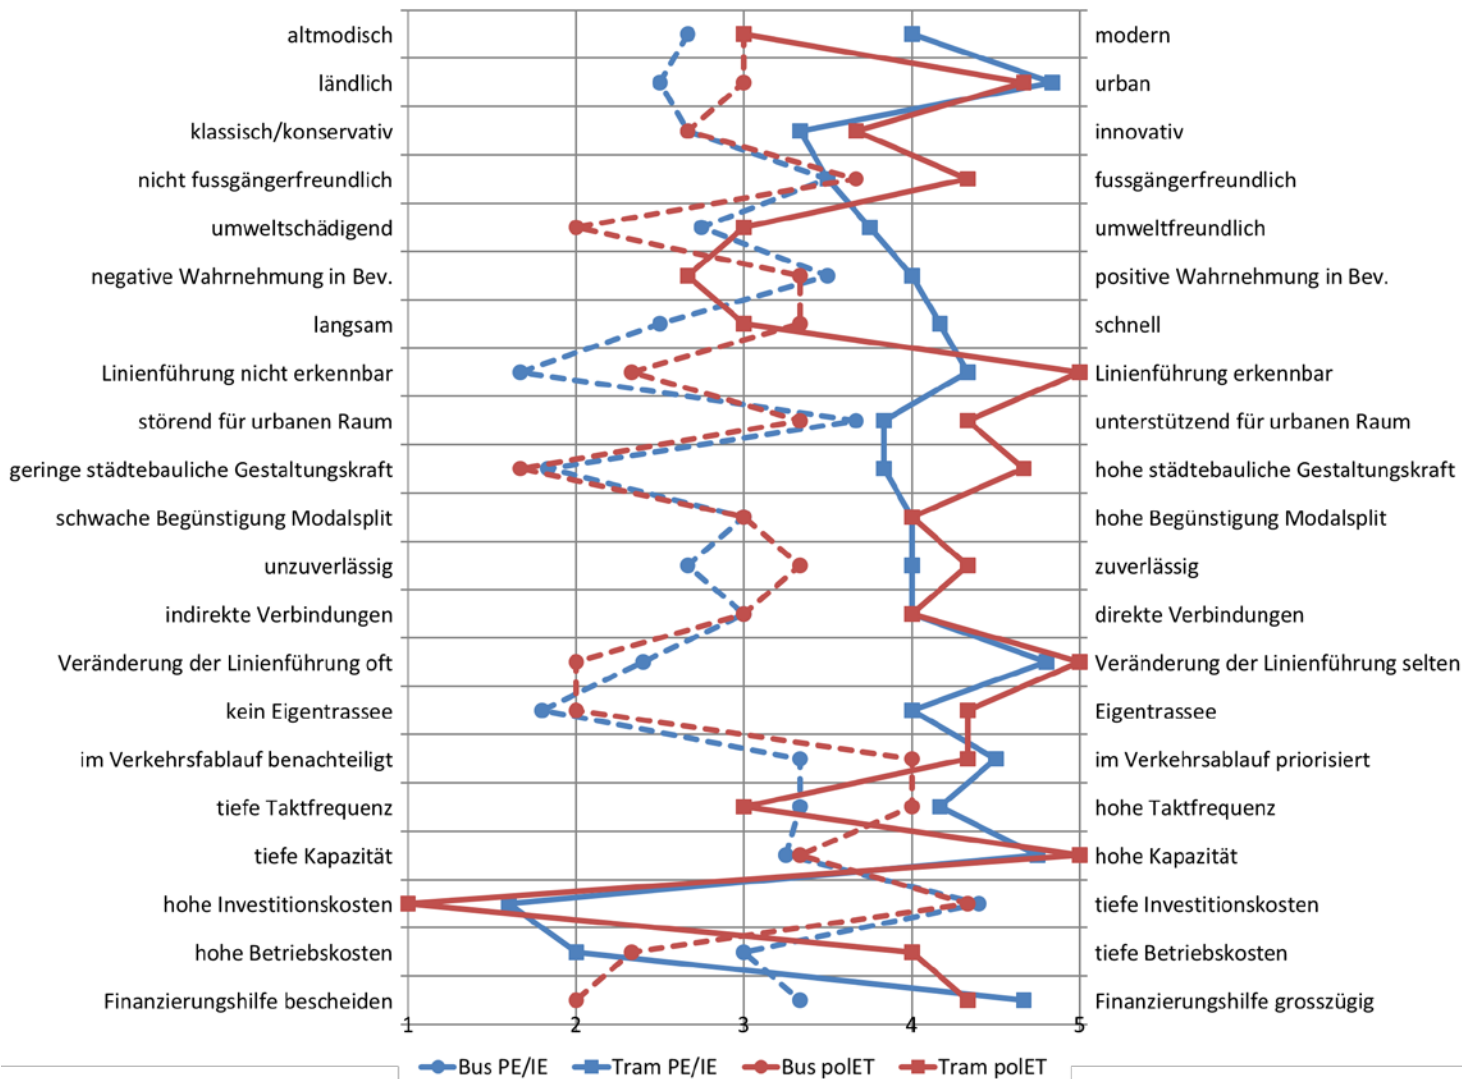 altmodisch modern
ländlich urban
klassisch/konservativ innovativ
nicht fussgängerfreundlich fussgängerfreundlich
umweltschädigend umweltfreundlich
negative Wahrnehmung in Bev. positive Wahrnehmung in Bev.
langsam schnell
Linienführung nicht erkennbar Linienführung erkennbar
störend für urbanen Raum unterstützend für urbanen Raum
geringe städtebauliche Gestaltungskraft hohe städtebauliche Gestaltungskraft
schwache Begünstigung Modalsplit hohe Begünstigung Modalsplit
unzuverlässig zuverlässig
indirekte Verbindungen direkte Verbindungen
Veränderung der Linienführung oft Veränderung der Linienführung selten
kein Eigentrassee Eigentrassee
im Verkehrsfablauf benachteiligt im Verkehrsablauf priorisiert
tiefe Taktfrequenz hohe Taktfrequenz
tiefe Kapazität hohe Kapazität
hohe Investitionskosten tiefe Investitionskosten
hohe Betriebskosten tiefe Betriebskosten
Finanzierungshilfe bescheiden Finanzierungshilfe grosszügig
1 2 3 4 5
Bus PE/IE Tram PE/IE Bus polET Tram polET